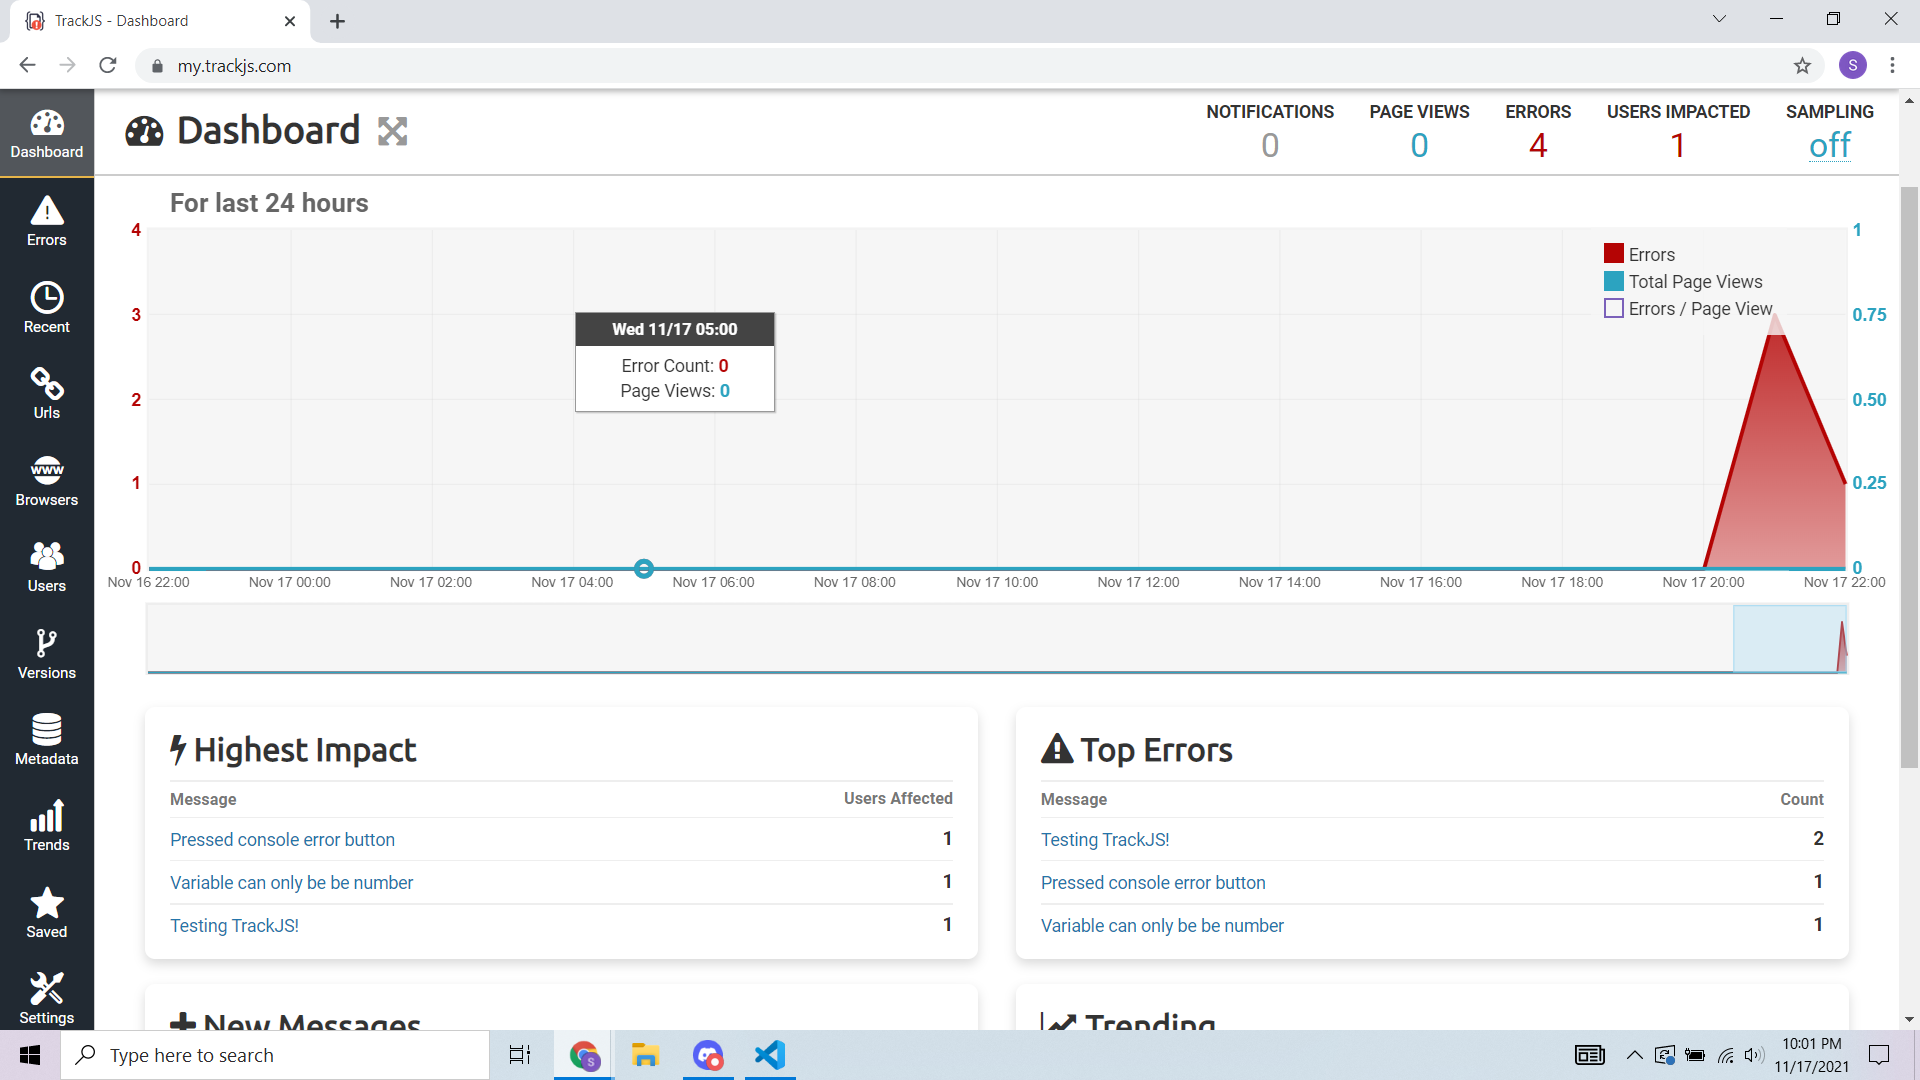 TrackJS - Dashboard
my.trackjs.com
S
Dashboard
Errors
Recent
Urls
www
Browsers
Users
Versions
Metadata
Trends
Saved
Settings
Dashboard
NOTIFICATIONS
0
PAGE VIEWS
0
ERRORS
4
USERS IMPACTED
1
SAMPLING
off
For last 24 hours
4
3
2
1
0
1
0.75
0.50
0.25
0
Errors
Total Page Views
Errors / Page View
Wed 11/17 05:00
Error Count: 0
Page Views: 0
Nov 16 22:00
Nov 17 00:00
Nov 17 02:00
Nov 17 04:00
Nov 17 06:00
Nov 17 08:00
Nov 17 10:00
Nov 17 12:00
Nov 17 14:00
Nov 17 16:00
Nov 17 18:00
Nov 17 20:00
Nov 17 22:00
Highest Impact
Message Users Affected
Pressed console error button 1
Variable can only be be number 1
Testing TrackJS! 1
Top Errors
Message Count
Testing TrackJS! 2
Pressed console error button 1
Variable can only be be number 1
New Messages
Trending
Type here to search
S
10:01 PM
11/17/2021